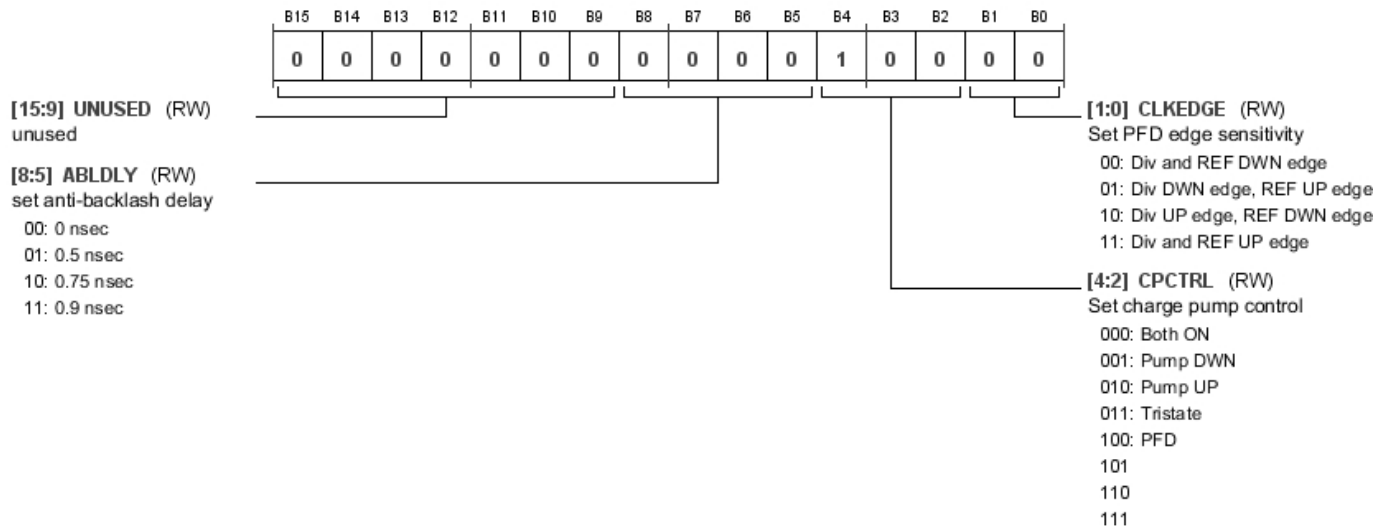 B15 B14 B13 B12 B11 B10 B9 B8 B7 B6 B5 B4 B3 B2 B1 B0
0 0 0 0 0 0 0 0 0 0 0 1 0 0 0 0
[15:9] UNUSED (RW)
unused
[8:5] ABLDLY (RW)
set anti-backlash delay
00: 0 nsec
01: 0.5 nsec
10: 0.75 nsec
11: 0.9 nsec
[1:0] CLKEDGE (RW)
Set PFD edge sensitivity
00: Div and REF DWN edge
01: Div DWN edge, REF UP edge
10: Div UP edge, REF DWN edge
11: Div and REF UP edge
[4:2] CPCTRL (RW)
Set charge pump control
000: Both ON
001: Pump DWN
010: Pump UP
011: Tristate
100: PFD
101
110
111